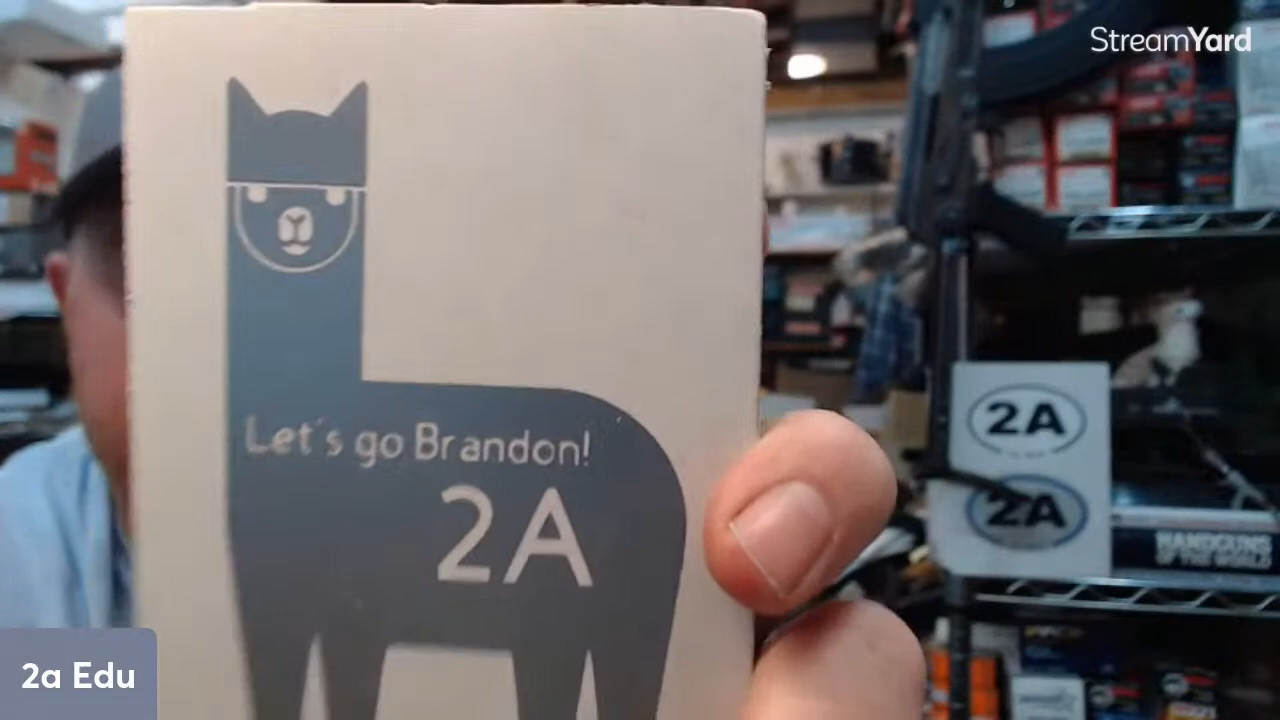 StreamYard
Let's go Brandon!
2A
2A
2A
HANDGUNS
OF THE WORLD
2a Edu